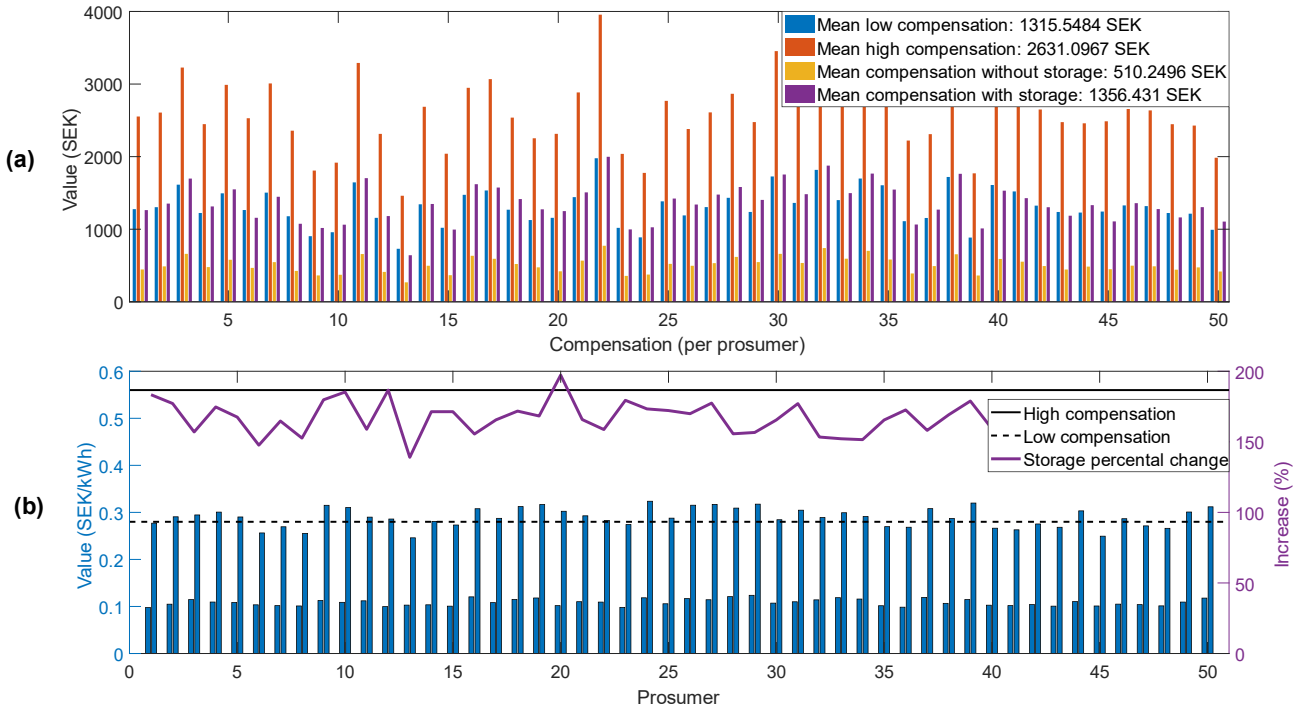 (a)
Value (SEK)
4000
3000
2000
1000
0
Mean low compensation: 1315.5484 SEK
Mean high compensation: 2631.0967 SEK
Mean compensation without storage: 510.2496 SEK
Mean compensation with storage: 1356.431 SEK
5 10 15 20 25 30 35 40 45 50
Compensation (per prosumer)
(b)
Value (SEK/kWh)
0.6
0.5
0.4
0.3
0.2
0.1
0
High compensation
Low compensation
Storage percental change
200
150
100
50
0
Increase (%)
0 5 10 15 20 25 30 35 40 45 50
Prosumer